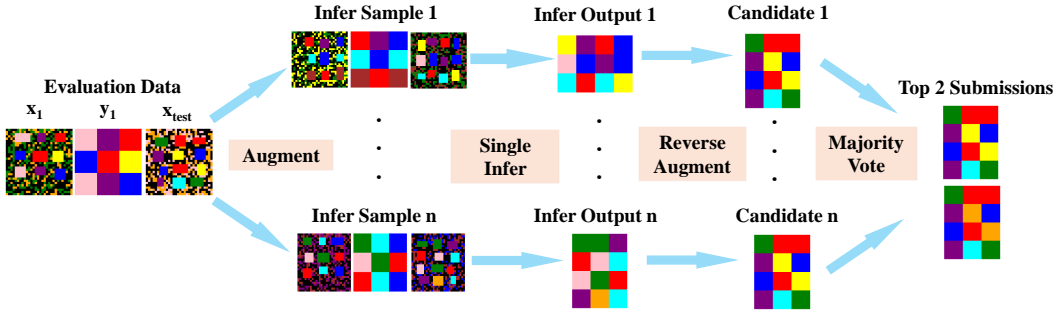 Infer Sample 1
Infer Output 1
Candidate 1
Evaluation Data
x1
y1
xtest
Top 2 Submissions
Augment
Single
Infer
Reverse
Augment
Majority
Vote
Infer Sample n
Infer Output n
Candidate n